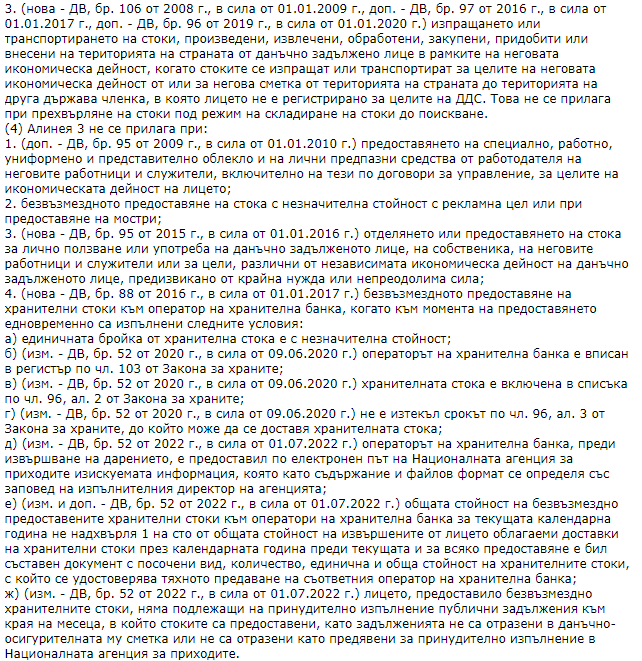 3. (нова - ДВ, бр. 106 от 2008 г., в сила от 01.01.2009 г., доп. - ДВ, бр. 97 от 2016 г., в сила от
01.01.2017 г., доп. - ДВ, бр. 96 от 2019 г., в сила от 01.01.2020 г.) изпращането или
транспортирането на стоки, произведени, извлечени, обработени, закупени, придобити или
внесени на територията на страната от данъчно задължено лице в рамките на неговата
икономическа дейност, когато стоките се изпращат или транспортират за целите на неговата
икономическа дейност от или за негова сметка от територията на страната до територията на
друга държава членка, в която лицето не е регистрирано за целите на ДДС. Това не се прилага
при прехвърляне на стоки под режим на складиране на стоки до поискване.
(4) Алинея 3 не се прилага при:
1. (доп. - ДВ, бр. 95 от 2009 г., в сила от 01.01.2010 г.) предоставянето на специално, работно,
униформено и представително облекло и на лични предпазни средства от работодателя на
неговите работници и служители, включително на тези по договори за управление, за целите на
икономическата дейност на лицето;
2. безвъзмездното предоставяне на стока с незначителна стойност с рекламна цел или при
предоставяне на мостри;
3. (нова - ДВ, бр. 95 от 2015 г., в сила от 01.01.2016 г.) отделянето или предоставянето на стока
за лично ползване или употреба на данъчно задълженото лице, на собственика, на неговите
работници и служители или за цели, различни от независимата икономическа дейност на данъчно
задълженото лице, предизвикано от крайна нужда или непреодолима сила;
4. (нова - ДВ, бр. 88 от 2016 г., в сила от 01.01.2017 г.) безвъзмездното предоставяне на
хранителни стоки към оператор на хранителна банка, когато към момента на предоставянето
едновременно са изпълнени следните условия:
а) единичната бройка от хранителна стока е с незначителна стойност;
б) (изм. - ДВ, бр. 52 от 2020 г., в сила от 09.06.2020 г.) операторът на хранителна банка е вписан
в регистър по чл. 103 от Закона за храните;
в) (изм. - ДВ, бр. 52 от 2020 г., в сила от 09.06.2020 г.) хранителната стока е включена в списъка
по чл. 96, ал. 2 от Закона за храните;
г) (изм. - ДВ, бр. 52 от 2020 г., в сила от 09.06.2020 г.) не е изтекъл срокът по чл. 96, ал. 3 от
Закона за храните, до който може да се доставя хранителната стока;
д) (изм. - ДВ, бр. 52 от 2022 г., в сила от 01.07.2022 г.) операторът на хранителна банка, преди
извършване на дарението, е предоставил по електронен път на Националната агенция за
приходите изискуемата информация, която като съдържание и файлов формат се определя със
заповед на изпълнителния директор на агенцията;
е) (изм. и доп. - ДВ, бр. 52 от 2022 г., в сила от 01.07.2022 г.) общата стойност на безвъзмездно
предоставените хранителни стоки към оператори на хранителна банка за текущата календарна
година не надхвърля 1 на сто от общата стойност на извършените от лицето облагаеми доставки
на хранителни стоки през календарната година преди текущата и за всяко предоставяне е бил
съставен документ с посочени вид, количество, единична и обща стойност на хранителните стоки,
с който се удостоверява тяхното предаване на съответния оператор на хранителна банка;
ж) (изм. - ДВ, бр. 52 от 2022 г., в сила от 01.07.2022 г.) лицето, предоставило безвъзмездно
хранителните стоки, няма подлежащи на принудително изпълнение публични задължения към
края на месеца, в който стоките са предоставени, като задълженията не са отразени в данъчно-
осигурителната му сметка или не са отразени като предявени за принудително изпълнение в
Националната агенция за приходите.